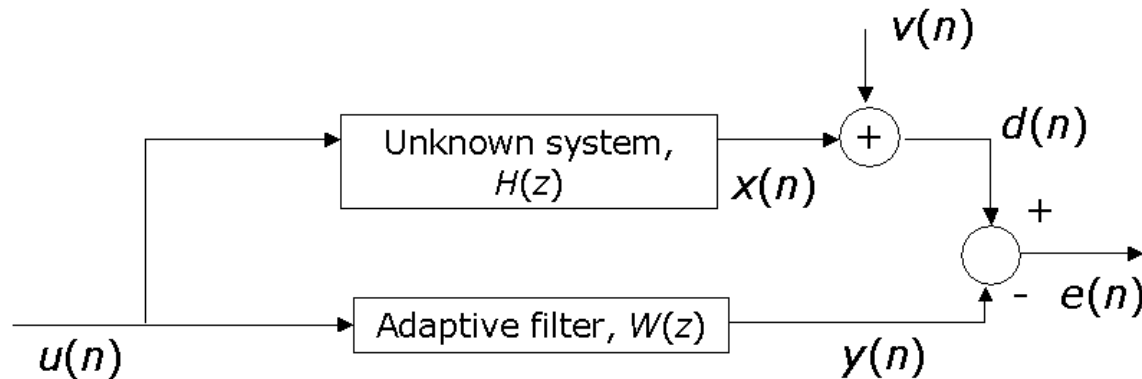 v(n)
Unknown system,
H(z)
+
d(n)
x(n)
+
Adaptive filter, W(z)
-
e(n)
u(n)
y(n)